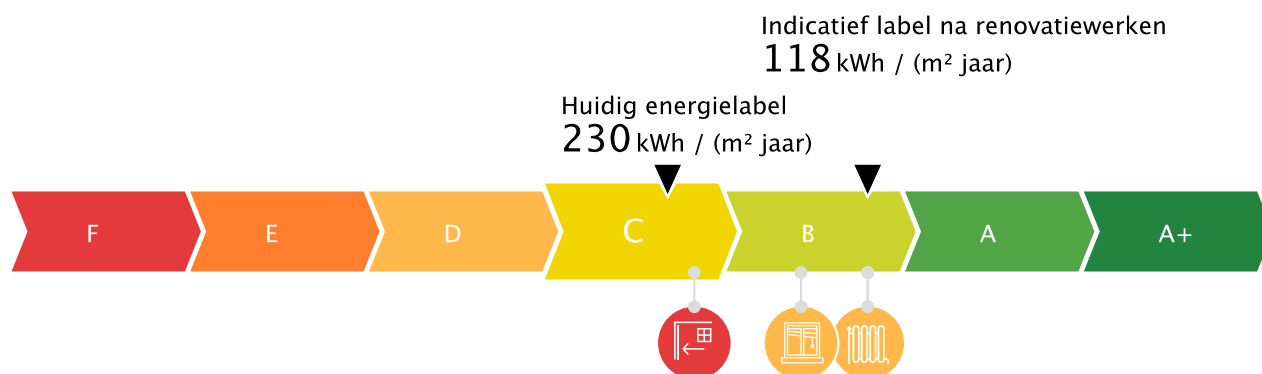 Indicatief label na renovatiewerken
118 kWh / (m² jaar)
Huidig energielabel
230 kWh / (m² jaar)
F E D C B A A+